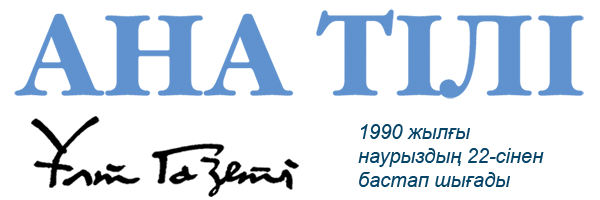 АНА ТІЛІ
Ұлт Газеті
1990 жылғы
наурыздың 22-сінен
бастап шығады